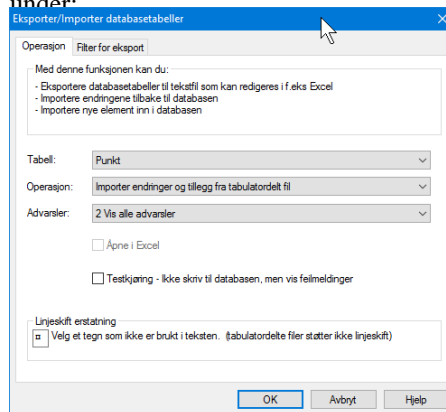 under:
Eksporter/Importer databasetabeller
Operasjon Filter for eksport
Med denne funksjonen kan du:
- Eksportere databasetabeller til tekstfil som kan redigeres i f.eks Excel
- Importere endringene tilbake til databasen
- Importere nye element inn i databasen
Tabell: Punkt
Operasjon: Importer endringer og tillegg fra tabulatordelt fil
Advarsler: 2 Vis alle advarsler
Åpne i Excel
Testkjøring - Ikke skriv til databasen, men vis feilmeldinger
Linjeskift erstatning
¤ Velg et tegn som ikke er brukt i teksten. (tabulatordelte filer støtter ikke linjeskift)
OK Avbryt Hjelp